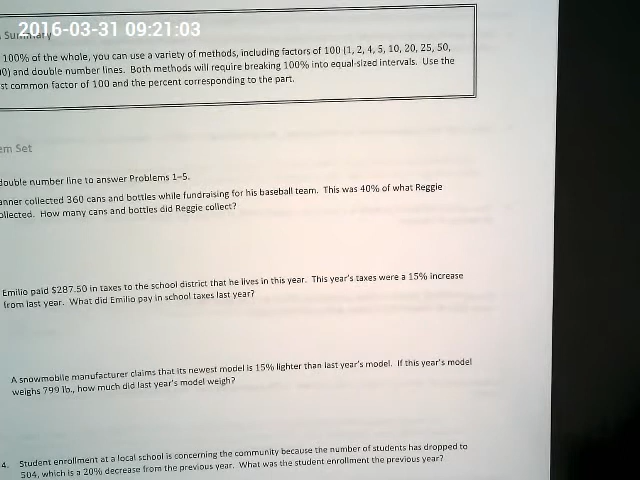 2016-03-31 09:21:03
100% of the whole, you can use a variety of methods, including factors of 100 (1, 2, 4, 5, 10, 20, 25, 50,
and double number lines. Both methods will require breaking 100% into equal-sized intervals. Use the
st common factor of 100 and the percent corresponding to the part.
em Set
double number line to answer Problems 1–5.
anner collected 360 cans and bottles while fundraising for his baseball team. This was 40% of what Reggie
ollected. How many cans and bottles did Reggie collect?
Emilio paid $287.50 in taxes to the school district that he lives in this year. This year's taxes were a 15% increase
from last year. What did Emilio pay in school taxes last year?
A snowmobile manufacturer claims that its newest model is 15% lighter than last year's model. If this year's model
weighs 799 lb., how much did last year's model weigh?
4. Student enrollment at a local school is concerning the community because the number of students has dropped to
504, which is a 20% decrease from the previous year. What was the student enrollment the previous year?